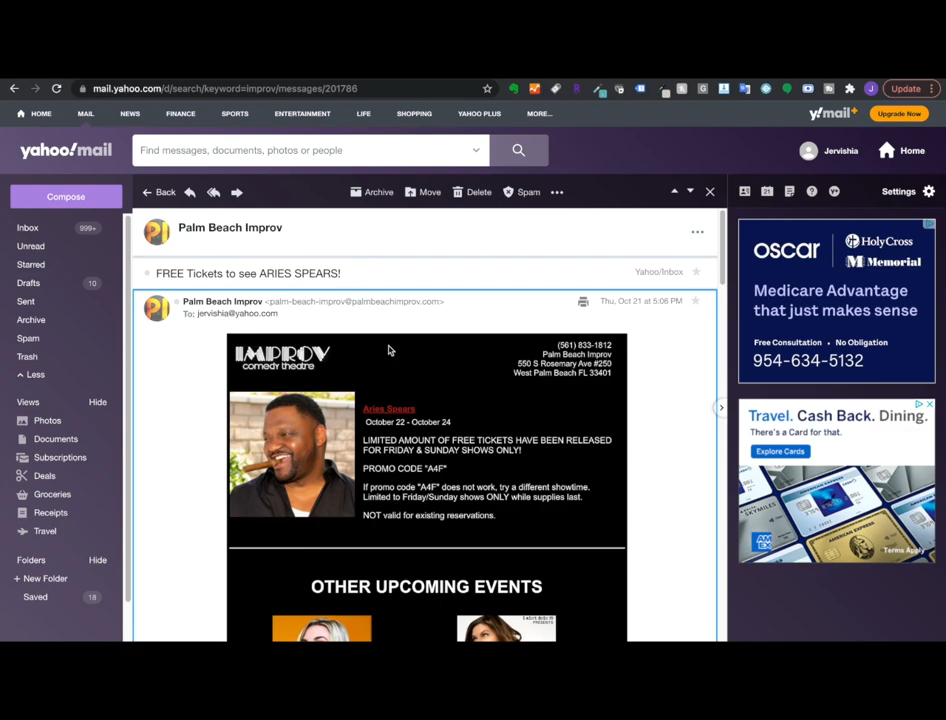 mail.yahoo.com/d/search/keyword=improv/messages/201786
Update
HOME MAIL NEWS FINANCE SPORTS ENTERTAINMENT LIFE SHOPPING YAHOO PLUS MORE...
y!mail+ Upgrade Now
yahoo!mail
Find messages, documents, photos or people
Jervishia Home
Compose
Back
Archive Move Delete Spam
Settings
Inbox 999+
Unread
Starred
Drafts 10
Sent
Archive
Spam
Trash
Less
Views Hide
Photos
Documents
Subscriptions
Deals
Groceries
Receipts
Travel
Folders Hide
+ New Folder
Saved 18
Palm Beach Improv
FREE Tickets to see ARIES SPEARS!
Yahoo/Inbox
Palm Beach Improv <palm-beach-improv@palmbeachimprov.com>
Thu, Oct 21 at 5:06 PM
To: jervishia@yahoo.com
IMPROV
comedy theatre
(561) 833-1812
Palm Beach Improv
550 S Rosemary Ave #250
West Palm Beach FL 33401
Aries Spears
October 22 - October 24
LIMITED AMOUNT OF FREE TICKETS HAVE BEEN RELEASED
FOR FRIDAY & SUNDAY SHOWS ONLY!
PROMO CODE "A4F"
If promo code "A4F" does not work, try a different showtime.
Limited to Friday/Sunday shows ONLY while supplies last.
NOT valid for existing reservations.
OTHER UPCOMING EVENTS
PRESENTS
oscar
Holy Cross
Memorial
Medicare Advantage
that just makes sense
Free Consultation • No Obligation
954-634-5132
Travel. Cash Back. Dining.
There's a Card for that.
Explore Cards
AM
EX
Terms Apply